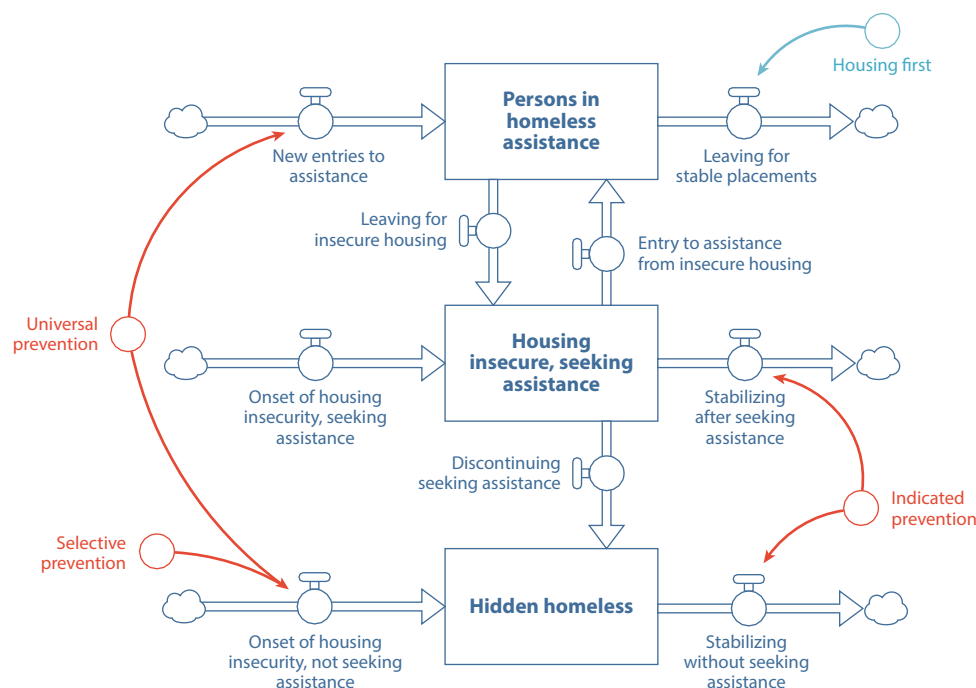 Housing first
Persons in
homeless
assistance
New entries to
assistance
Leaving for
stable placements
Leaving for
insecure housing
Entry to assistance
from insecure housing
Universal
prevention
Housing
insecure, seeking
assistance
Onset of housing
insecurity, seeking
assistance
Stabilizing
after seeking
assistance
Discontinuing
seeking assistance
Indicated
prevention
Selective
prevention
Hidden homeless
Onset of housing
insecurity, not seeking
assistance
Stabilizing
without seeking
assistance